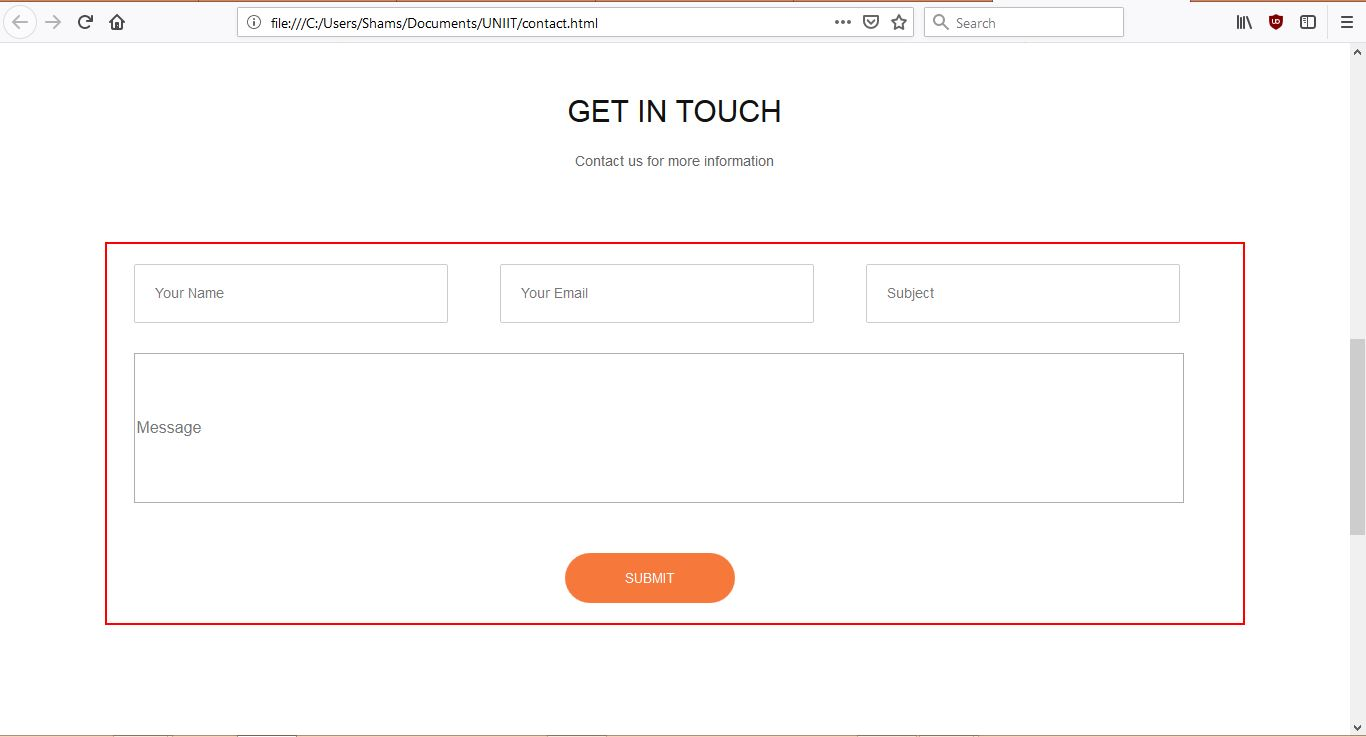 file:///C:/Users/Shams/Documents/UNIIT/contact.html
Search
GET IN TOUCH
Contact us for more information
Your Name
Your Email
Subject
Message
SUBMIT